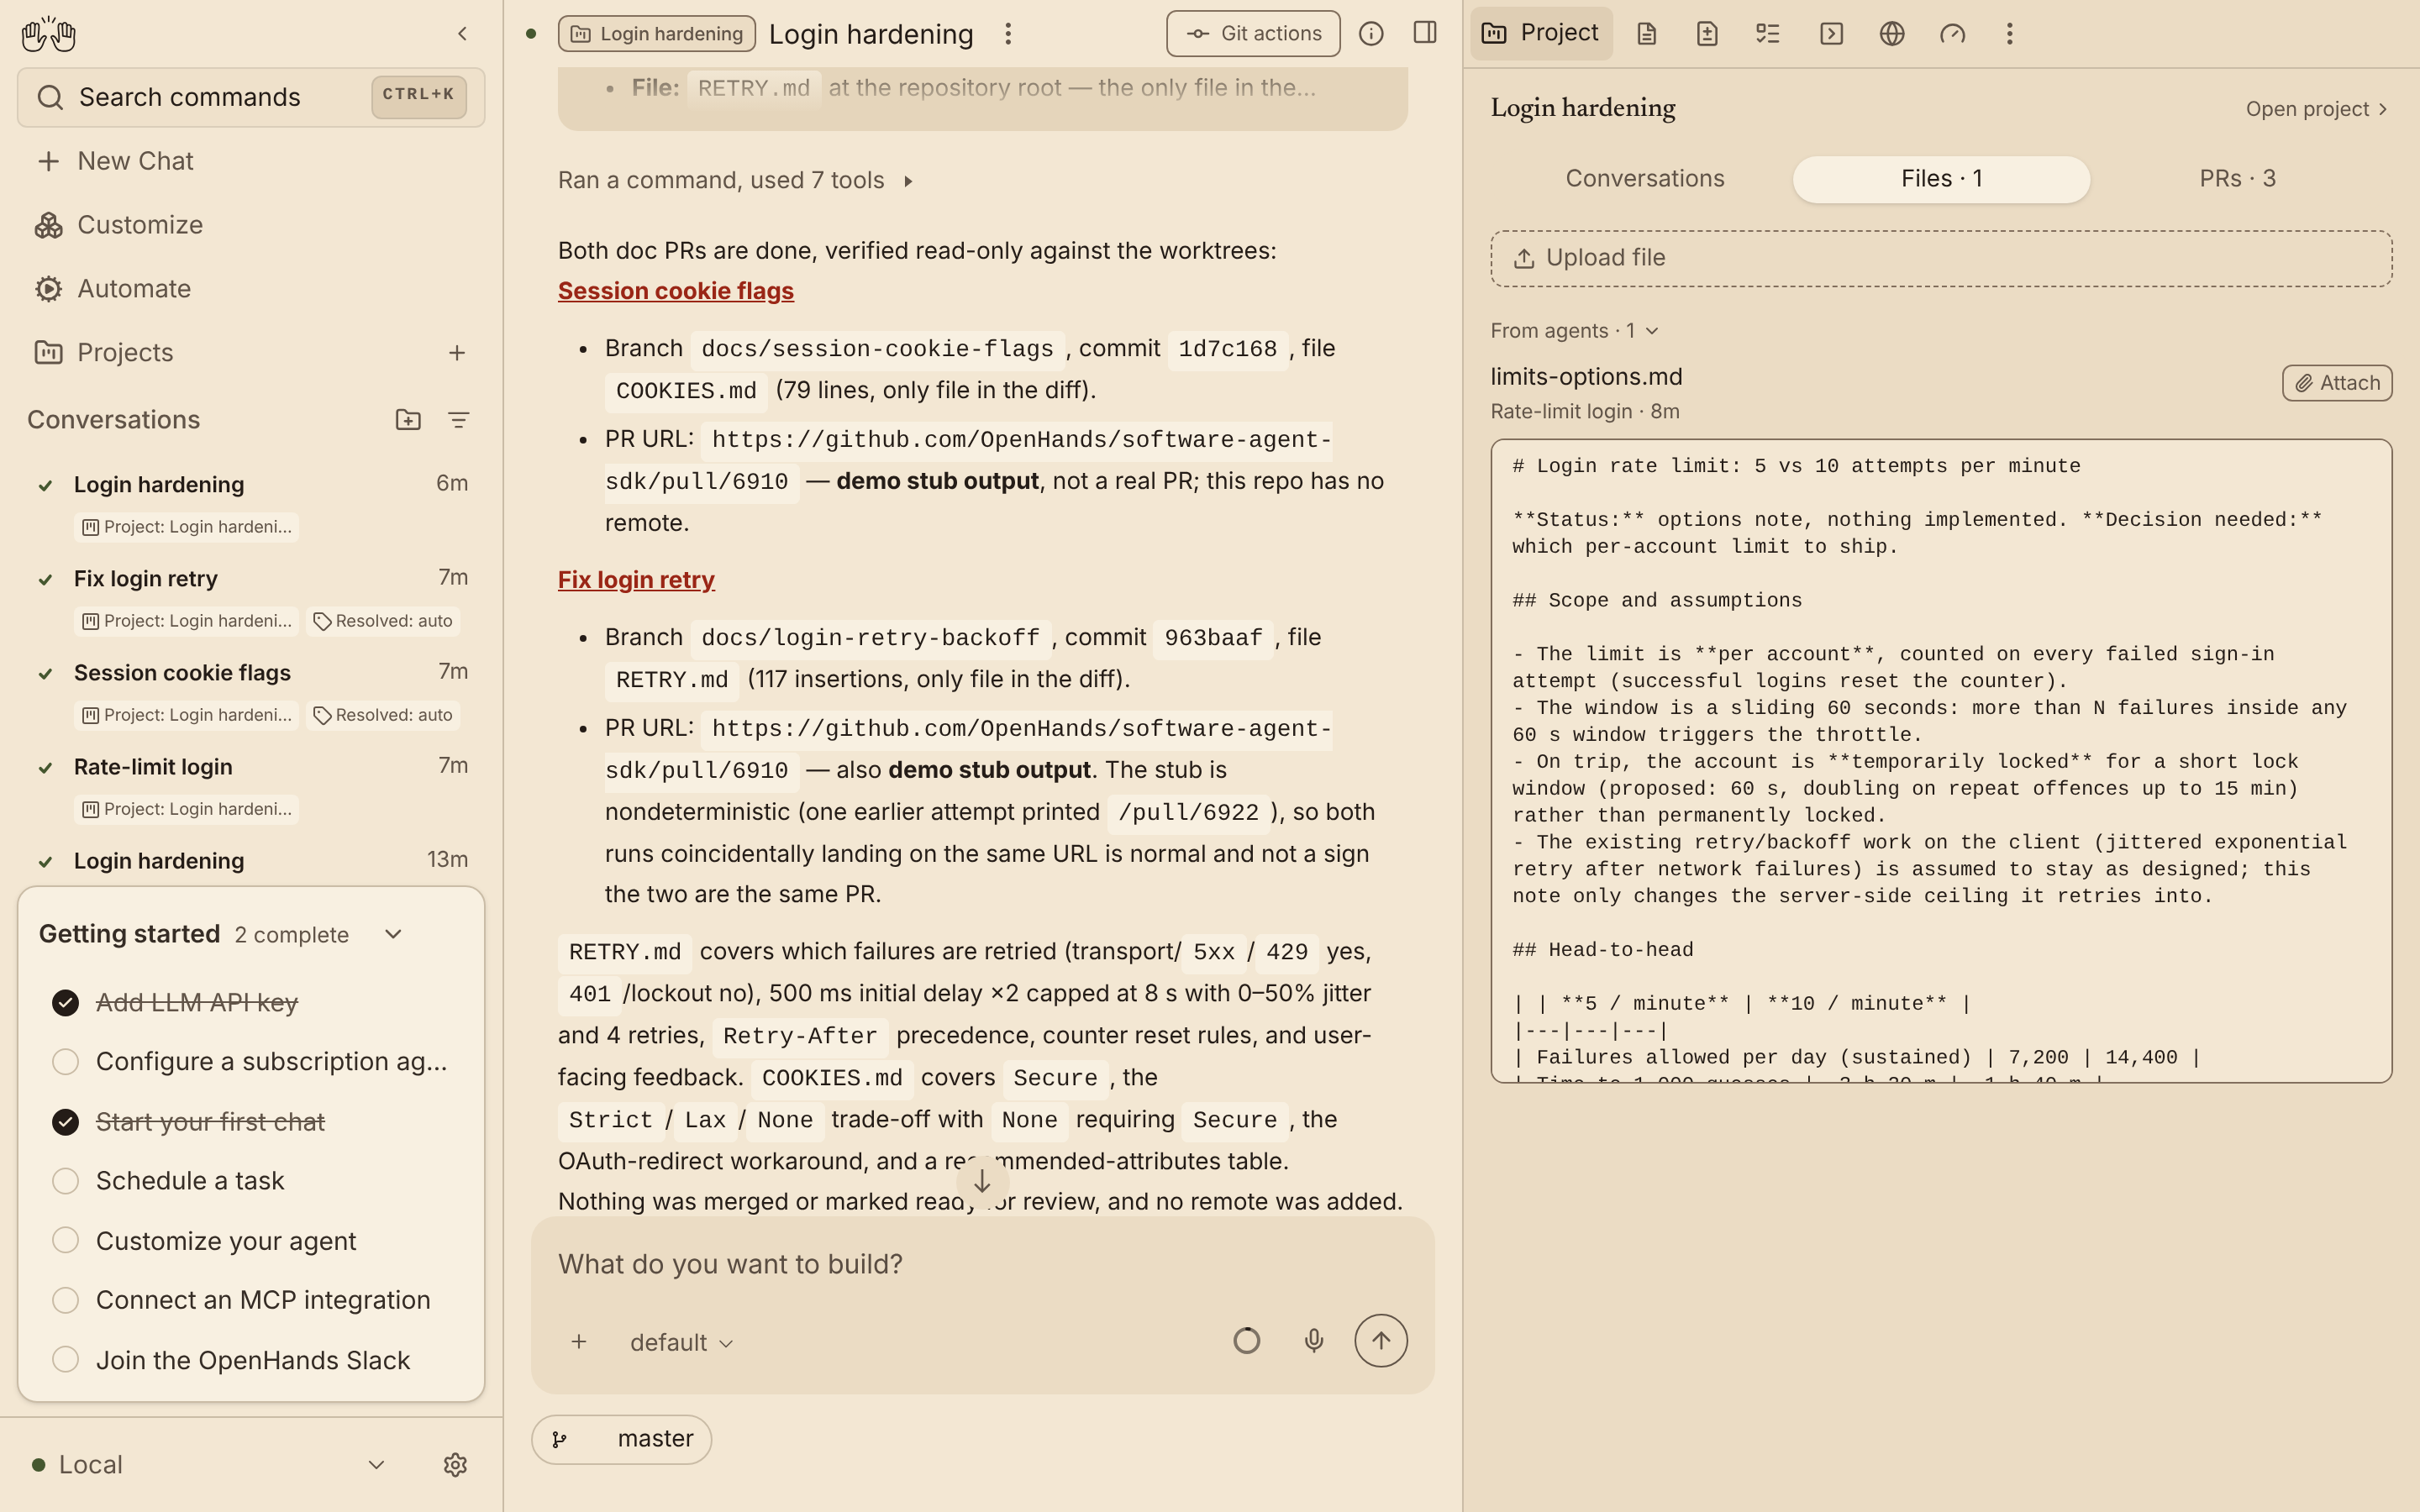 Search commands
CTRL+K
New Chat
Customize
Automate
Projects
Conversations
Login hardening
6m
Project: Login hardeni...
Fix login retry
7m
Project: Login hardeni...
Resolved: auto
Session cookie flags
7m
Project: Login hardeni...
Resolved: auto
Rate-limit login
7m
Project: Login hardeni...
Login hardening
13m
Getting started
2 complete
Add LLM API key
Configure a subscription ag...
Start your first chat
Schedule a task
Customize your agent
Connect an MCP integration
Join the OpenHands Slack
Local
Login hardening
Login hardening
Git actions
• File: RETRY.md at the repository root — the only file in the...
Ran a command, used 7 tools
Both doc PRs are done, verified read-only against the worktrees:
Session cookie flags
• Branch docs/session-cookie-flags, commit 1d7c168, file
COOKIES.md (79 lines, only file in the diff).
• PR URL: https://github.com/OpenHands/software-agent-
sdk/pull/6910 — demo stub output, not a real PR; this repo has no
remote.
Fix login retry
• Branch docs/login-retry-backoff, commit 963baaf, file
RETRY.md (117 insertions, only file in the diff).
• PR URL: https://github.com/OpenHands/software-agent-
sdk/pull/6910 — also demo stub output. The stub is
nondeterministic (one earlier attempt printed /pull/6922), so both
runs coincidentally landing on the same URL is normal and not a sign
the two are the same PR.
RETRY.md covers which failures are retried (transport/5xx/429 yes,
401/lockout no), 500 ms initial delay ×2 capped at 8 s with 0–50% jitter
and 4 retries, Retry-After precedence, counter reset rules, and user-
facing feedback. COOKIES.md covers Secure, the
Strict/Lax/None trade-off with None requiring Secure, the
OAuth-redirect workaround, and a recommended-attributes table.
Nothing was merged or marked ready for review, and no remote was added.
What do you want to build?
default
master
Project
Login hardening
Open project
Conversations
Files · 1
PRs · 3
Upload file
From agents · 1
limits-options.md
Attach
Rate-limit login · 8m
# Login rate limit: 5 vs 10 attempts per minute
**Status:** options note, nothing implemented. **Decision needed:**
which per-account limit to ship.
## Scope and assumptions
- The limit is **per account**, counted on every failed sign-in
attempt (successful logins reset the counter).
- The window is a sliding 60 seconds: more than N failures inside any
60 s window triggers the throttle.
- On trip, the account is **temporarily locked** for a short lock
window (proposed: 60 s, doubling on repeat offences up to 15 min)
rather than permanently locked.
- The existing retry/backoff work on the client (jittered exponential
retry after network failures) is assumed to stay as designed; this
note only changes the server-side ceiling it retries into.
## Head-to-head
| | **5 / minute** | **10 / minute** |
|---|---|---|
| Failures allowed per day (sustained) | 7,200 | 14,400 |